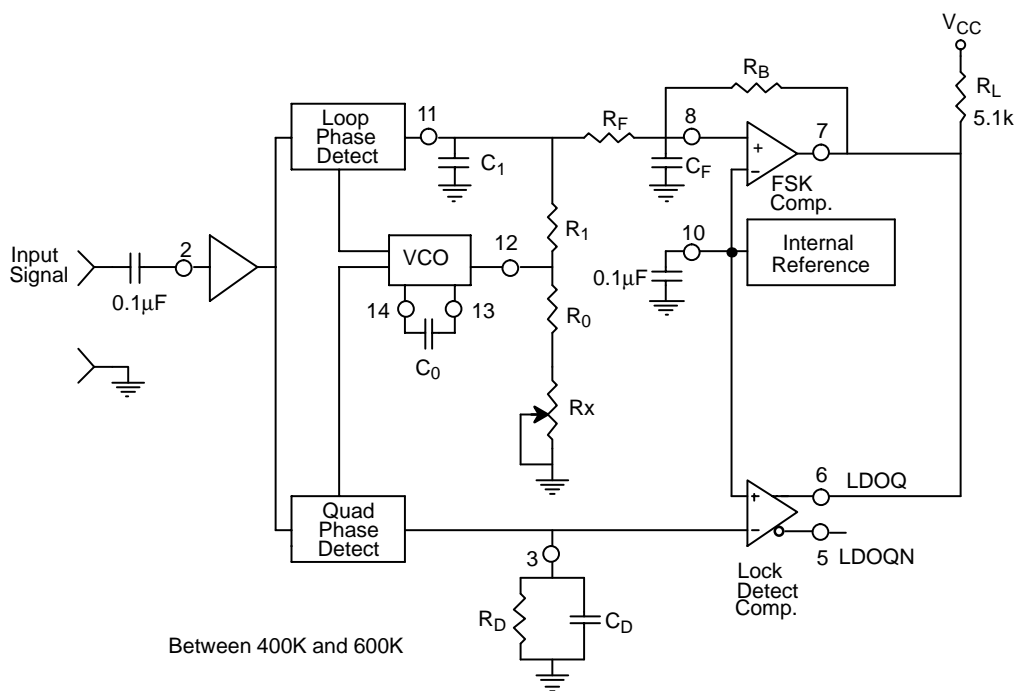 V_CC
R_B
R_L
5.1k
R_F
Loop
Phase
Detect
11
8
7
+
−
C_1
C_F
FSK
Comp.
R_1
10
Internal
Reference
0.1μF
Input
Signal
2
0.1μF
VCO
12
14
13
C_0
R_0
Rx
Quad
Phase
Detect
+
−
6
LDOQ
5
LDOQN
3
Lock
Detect
Comp.
R_D
C_D
Between 400K and 600K